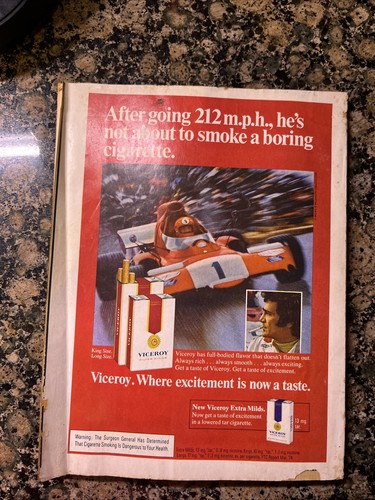 After going 212 m.p.h., he's
not about to smoke a boring
cigarette.
1
King Size.
Long Size.
VICEROY
Viceroy has full-bodied flavor that doesn't flatten out.
Always rich . . . always smooth . . . always exciting.
Get a taste of Viceroy. Get a taste of excitement.
Viceroy. Where excitement is now a taste.
New Viceroy Extra Milds.
Now get a taste of excitement
in a lowered tar cigarette.
VICEROY
13 mg
Warning: The Surgeon General Has Determined
That Cigarette Smoking Is Dangerous to Your Health.